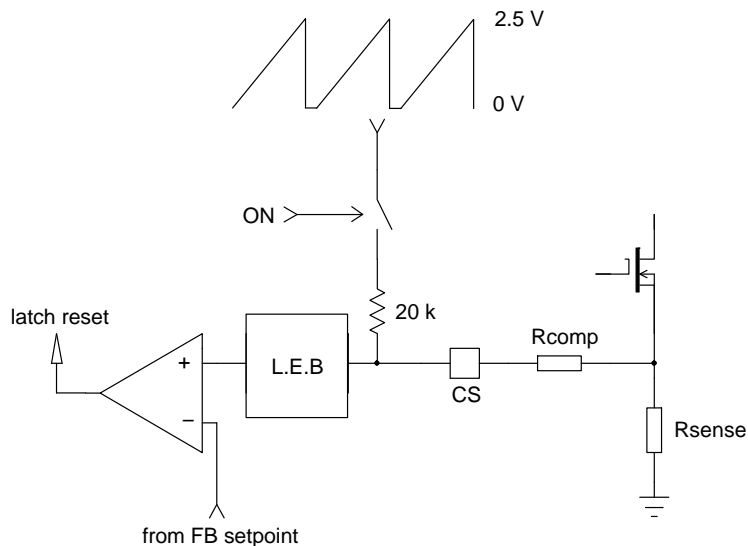 2.5 V
0 V
ON
20 k
latch reset
+
L.E.B
Rcomp
CS
−
Rsense
from FB setpoint